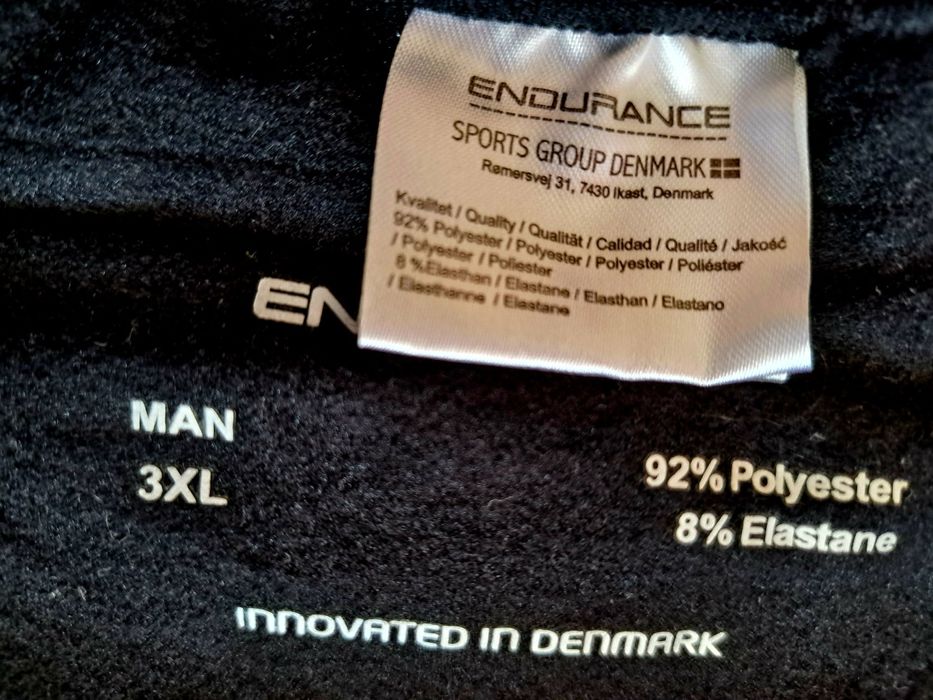 ENDURANCE
SPORTS GROUP DENMARK
Rømersvej 31, 7430 Ikast, Denmark
Kvalitet / Quality / Qualität / Calidad / Qualité / Jakość
92% Polyester / Polyester / Polyester / Poliéster
/ Polyester / Poliester
8 %Elasthan / Elastane / Elasthan / Elastano
/ Elasthanne / Elastane
EN
MAN
3XL
92% Polyester
8% Elastane
INNOVATED IN DENMARK